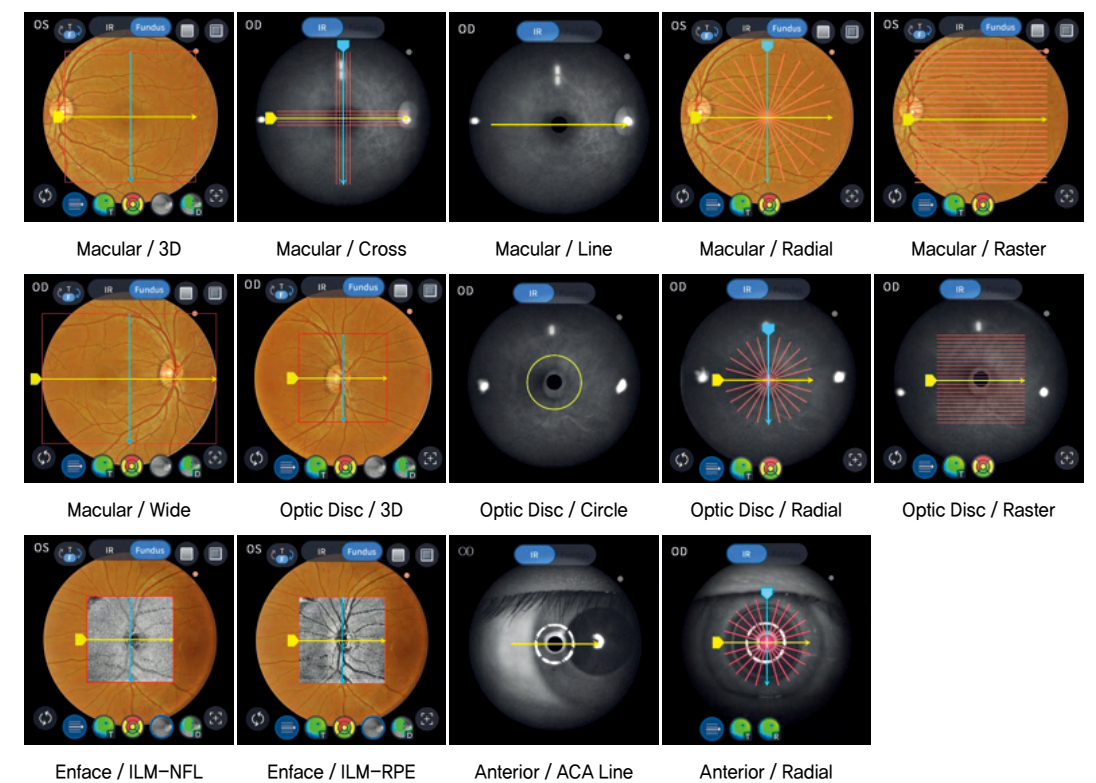 OS T F IR Fundus
OD IR
OD IR
OS T F IR Fundus
OS T F IR Fundus
T D
T
T
Macular / 3D
Macular / Cross
Macular / Line
Macular / Radial
Macular / Raster
OD T F IR Fundus
OD T F IR Fundus
OD IR
OD IR
OD IR
T D
T D
T
T
Macular / Wide
Optic Disc / 3D
Optic Disc / Circle
Optic Disc / Radial
Optic Disc / Raster
OS T F IR Fundus
OS T F IR Fundus
OD IR
OD IR
T D
T D
T R
Enface / ILM-NFL
Enface / ILM-RPE
Anterior / ACA Line
Anterior / Radial